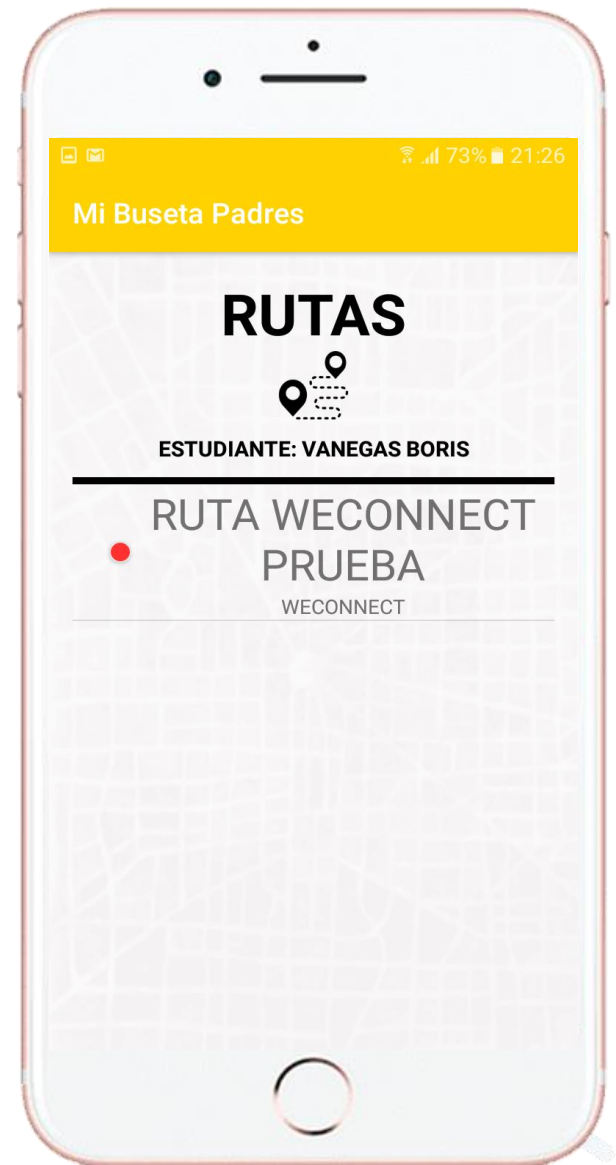 73% 21:26
Mi Buseta Padres
RUTAS
ESTUDIANTE: VANEGAS BORIS
RUTA WECONNECT
PRUEBA
WECONNECT